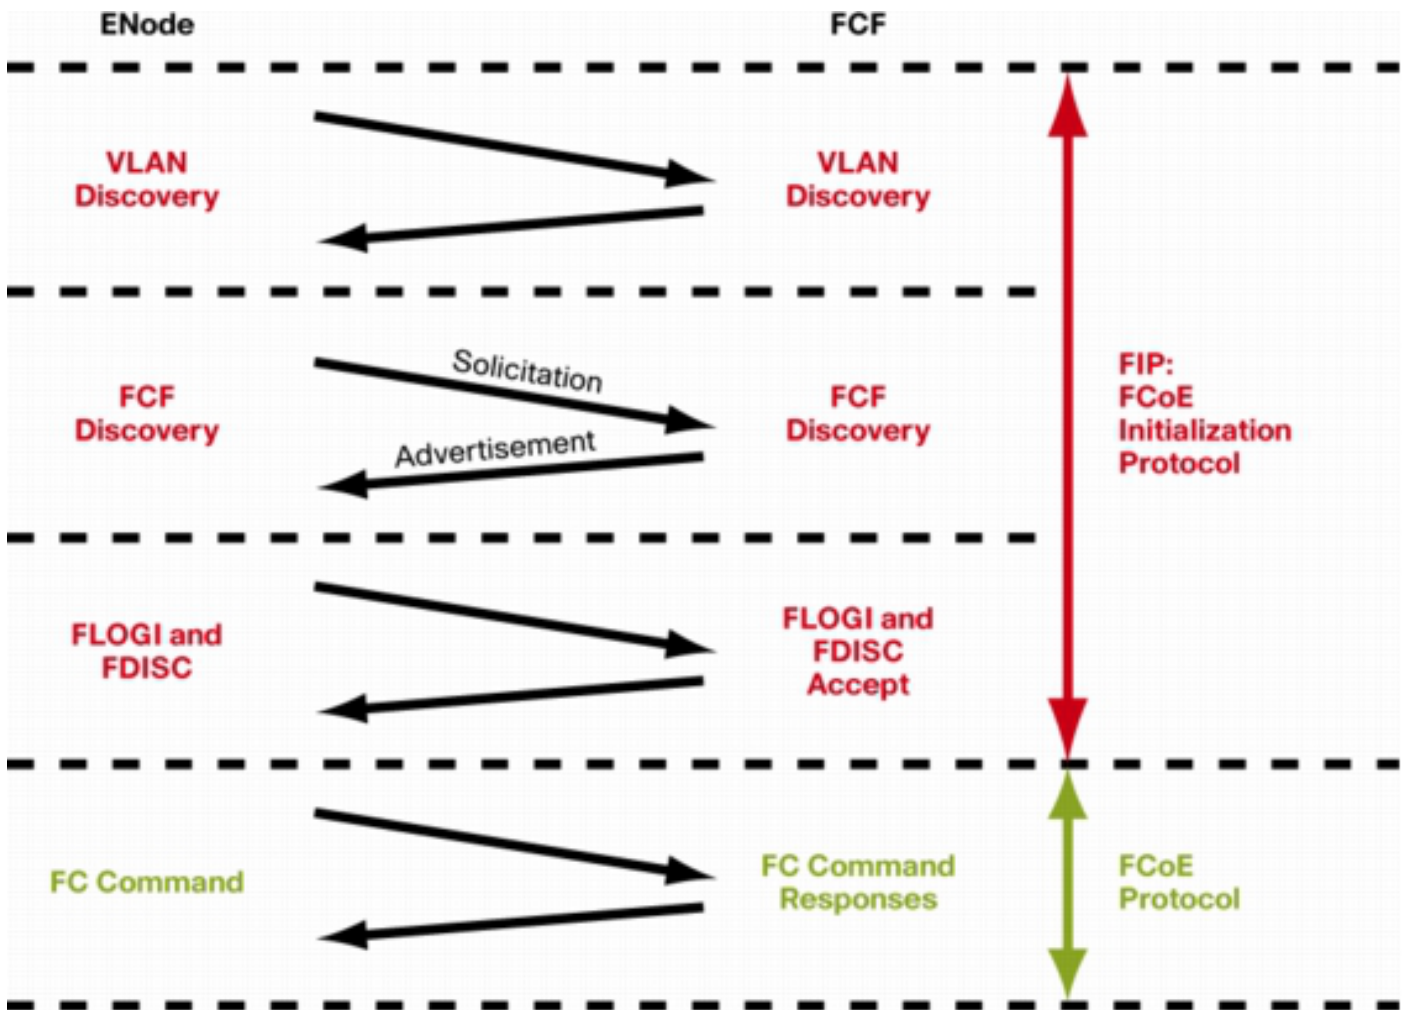 ENode
FCF
VLAN
Discovery
VLAN
Discovery
Solicitation
Advertisement
FCF
Discovery
FCF
Discovery
FIP:
FCoE
Initialization
Protocol
FLOGI and
FDISC
FLOGI and
FDISC
Accept
FC Command
FC Command
Responses
FCoE
Protocol